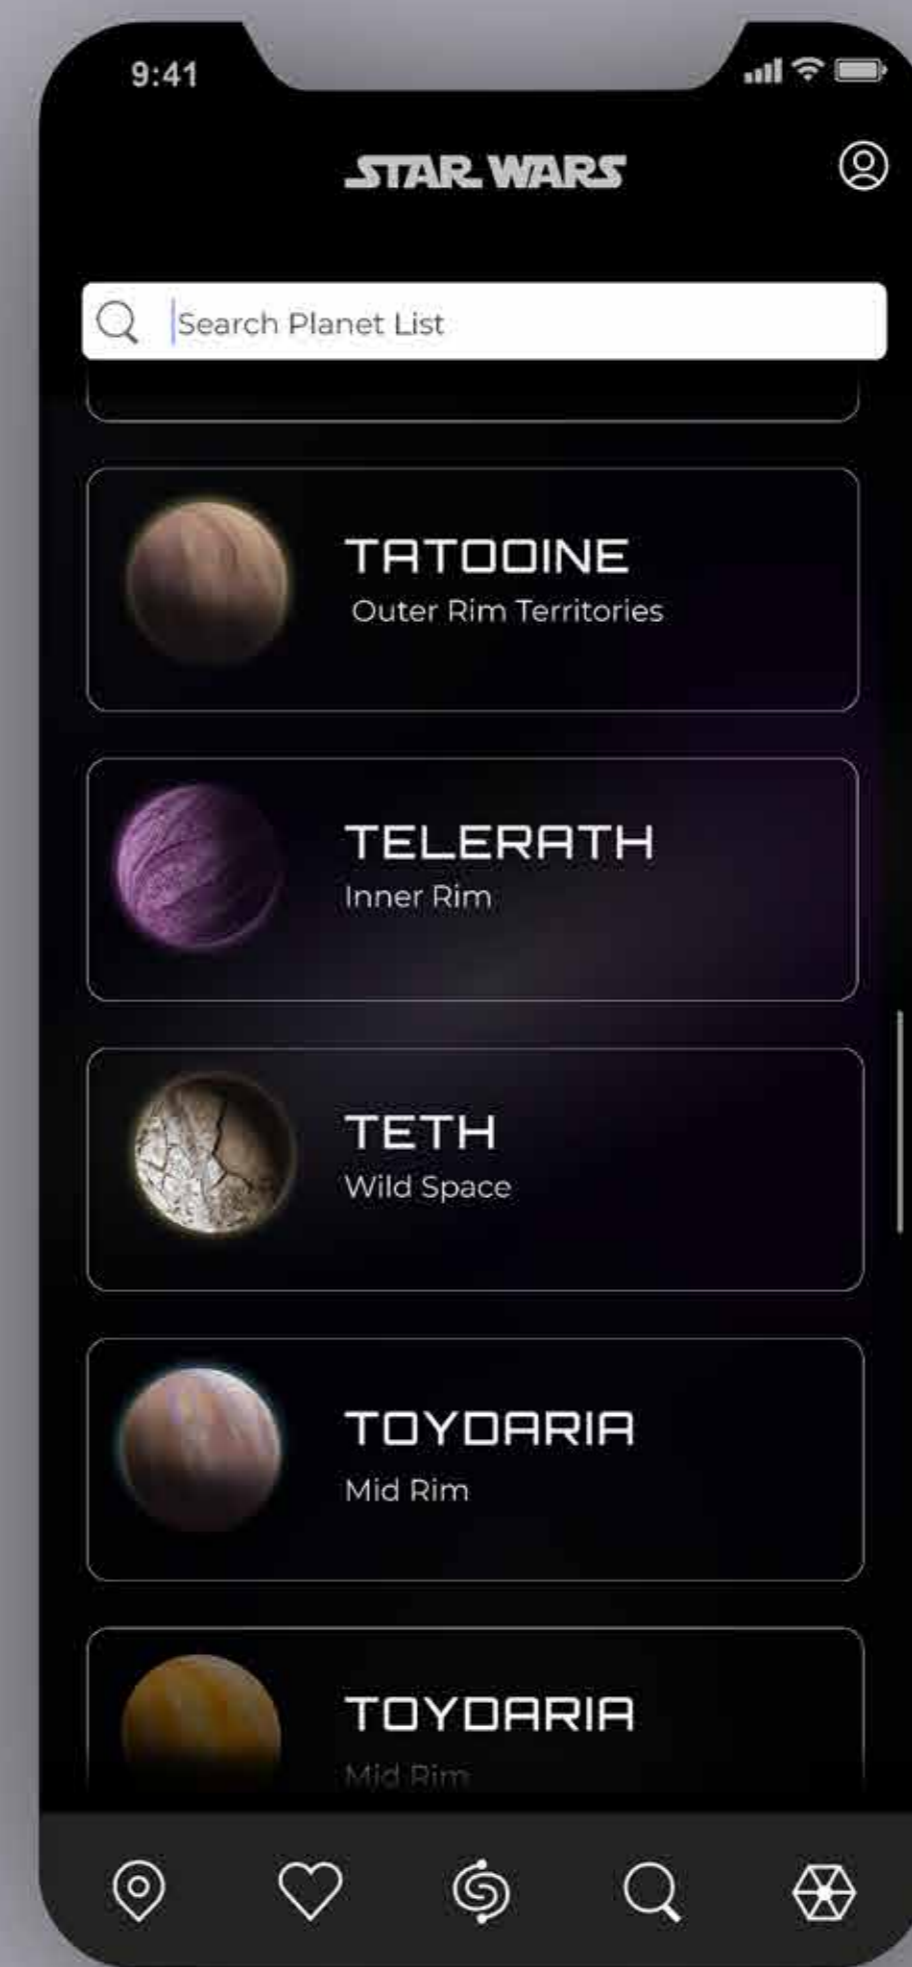 9:41
STAR WARS
Search Planet List
TATOOINE
Outer Rim Territories
TELERATH
Inner Rim
TETH
Wild Space
TOYDARIA
Mid Rim
TOYDARIA
Mid Rim